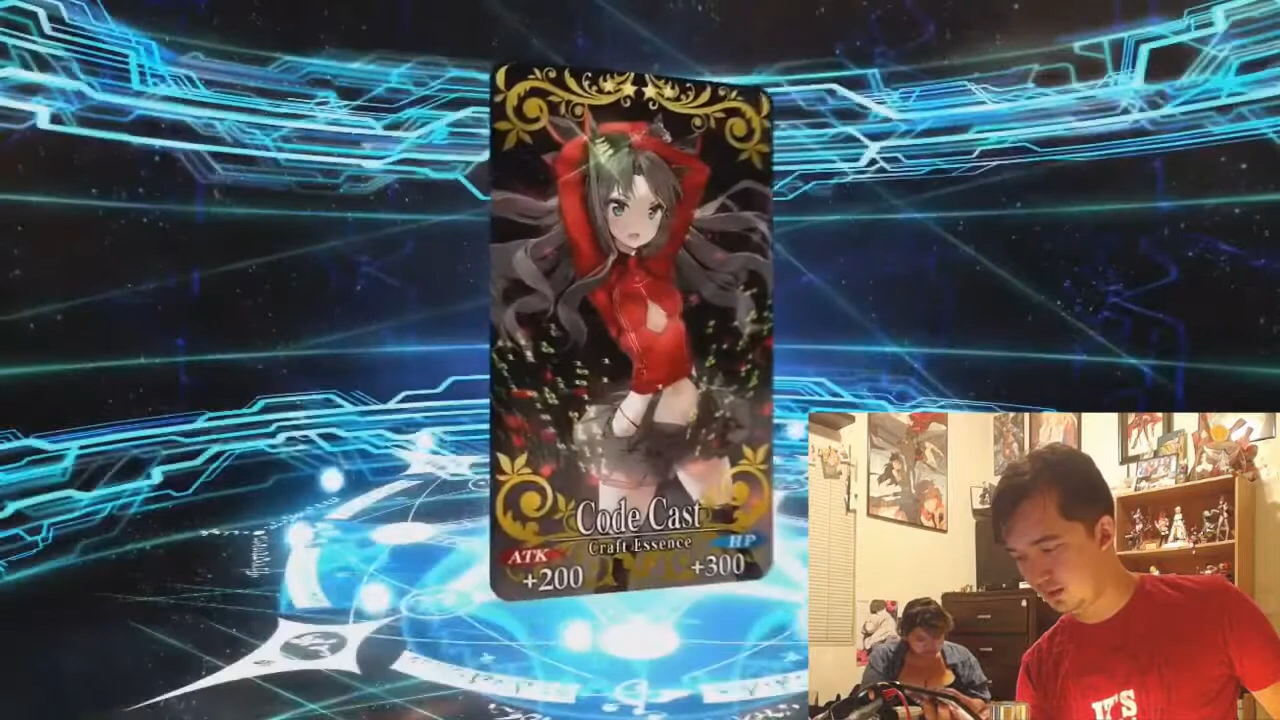 Code Cast
Craft Essence
ATK
HP
+200
+300
IT'S